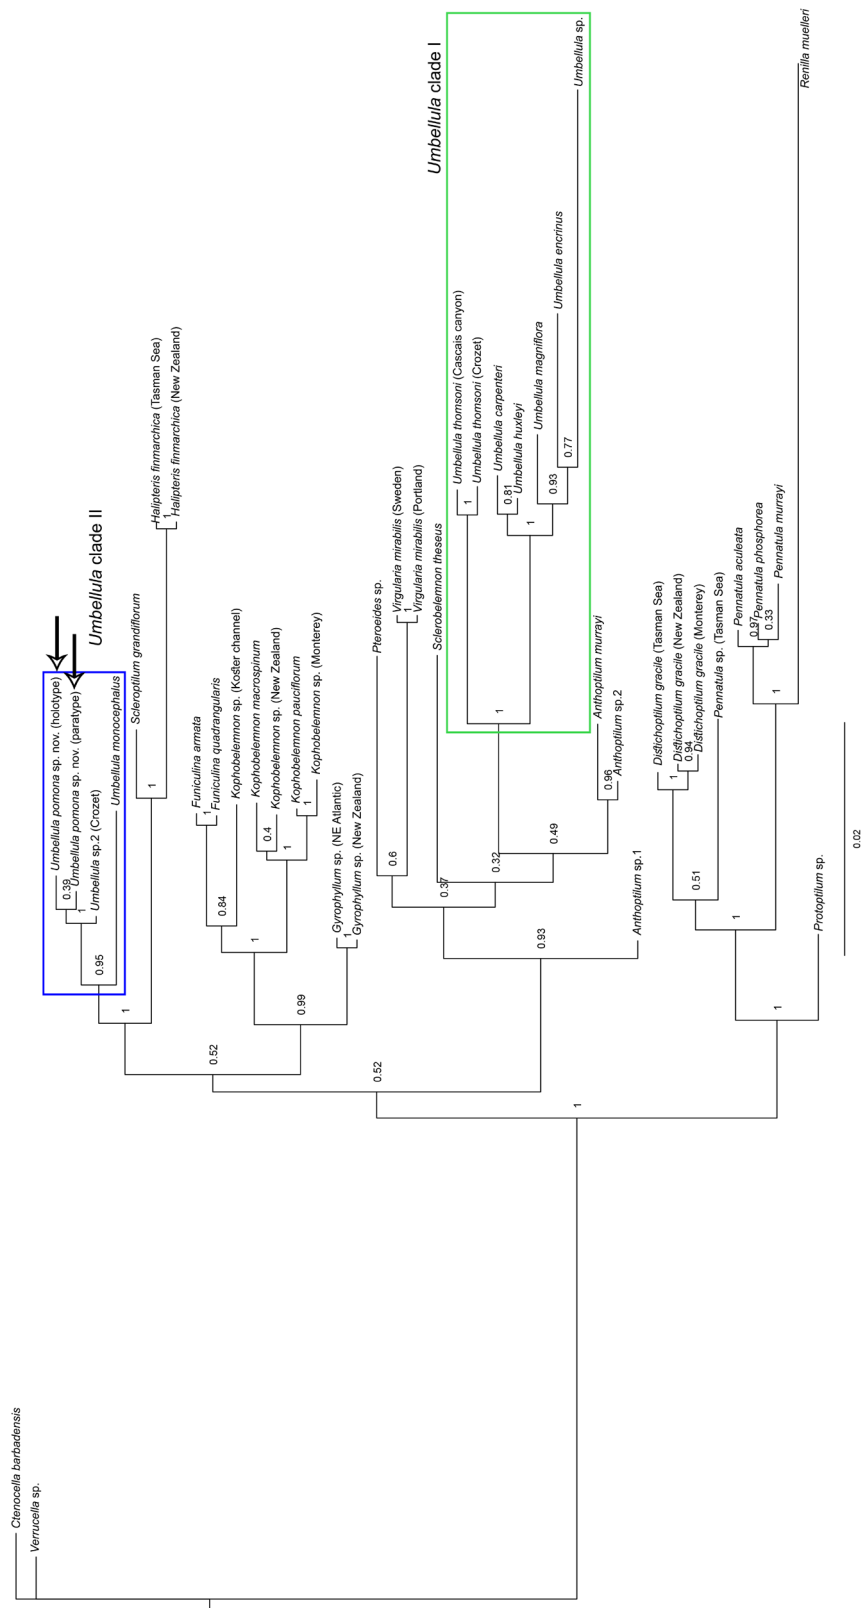 Ctenocella barbadensis
Verrucella sp.
Umbellula pomona sp. nov. (holotype)
0.39
Umbellula pomona sp. nov. (paratype)
1
Umbellula sp.2 (Crozet)
0.95
Umbellula monocephalus
Umbellula clade II
1
Scleroptilum grandiflorum
1
Halipteris finmarchica (Tasman Sea)
1
Halipteris finmarchica (New Zealand)
0.52
Funiculina armata
1
Funiculina quadrangularis
0.84
Kophobelemnon sp. (Koster channel)
1
Kophobelemnon macrospinum
0.4
Kophobelemnon sp. (New Zealand)
1
Kophobelemnon pauciflorum
1
Kophobelemnon sp. (Monterey)
0.99
Gyrophyllum sp. (NE Atlantic)
1
Gyrophyllum sp. (New Zealand)
0.52
Pteroeides sp.
0.6
Virgularia mirabilis (Sweden)
1
Virgularia mirabilis (Portland)
0.37
Sclerobelemnon theseus
0.32
Umbellula clade I
Umbellula thomsoni (Cascais canyon)
1
Umbellula thomsoni (Crozet)
1
Umbellula carpenteri
0.81
Umbellula huxleyi
1
Umbellula magniflora
0.93
Umbellula encrinus
0.77
Umbellula sp.
0.49
Anthoptilum murrayi
0.96
Anthoptilum sp.2
0.93
Anthoptilum sp.1
1
Distichoptilum gracile (Tasman Sea)
1
Distichoptilum gracile (New Zealand)
0.94
Distichoptilum gracile (Monterey)
0.51
Pennatula sp. (Tasman Sea)
1
Pennatula aculeata
0.97
Pennatula phosphorea
0.33
Pennatula murrayi
1
Renilla muelleri
1
Protoptilum sp.
0.02